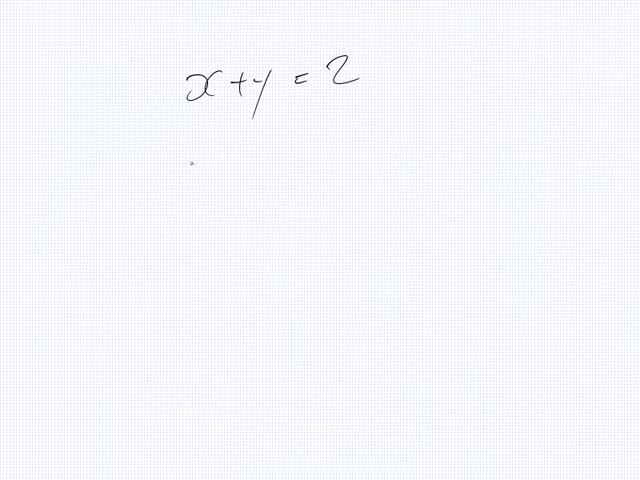 x + y = 2